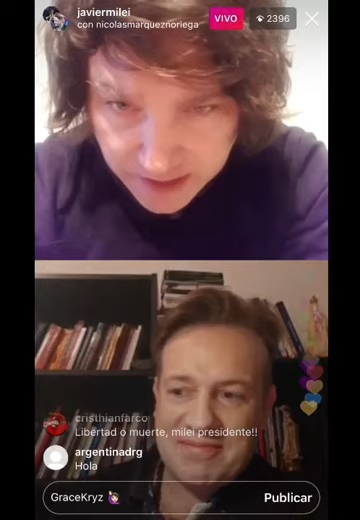 javiermilei
con nicolasmarqueznoriega
VIVO
2396
cristhianfarco
Libertad o muerte, milei presidente!!
argentinadrg
Hola
GraceKryz 🙋🏻‍♀️
Publicar